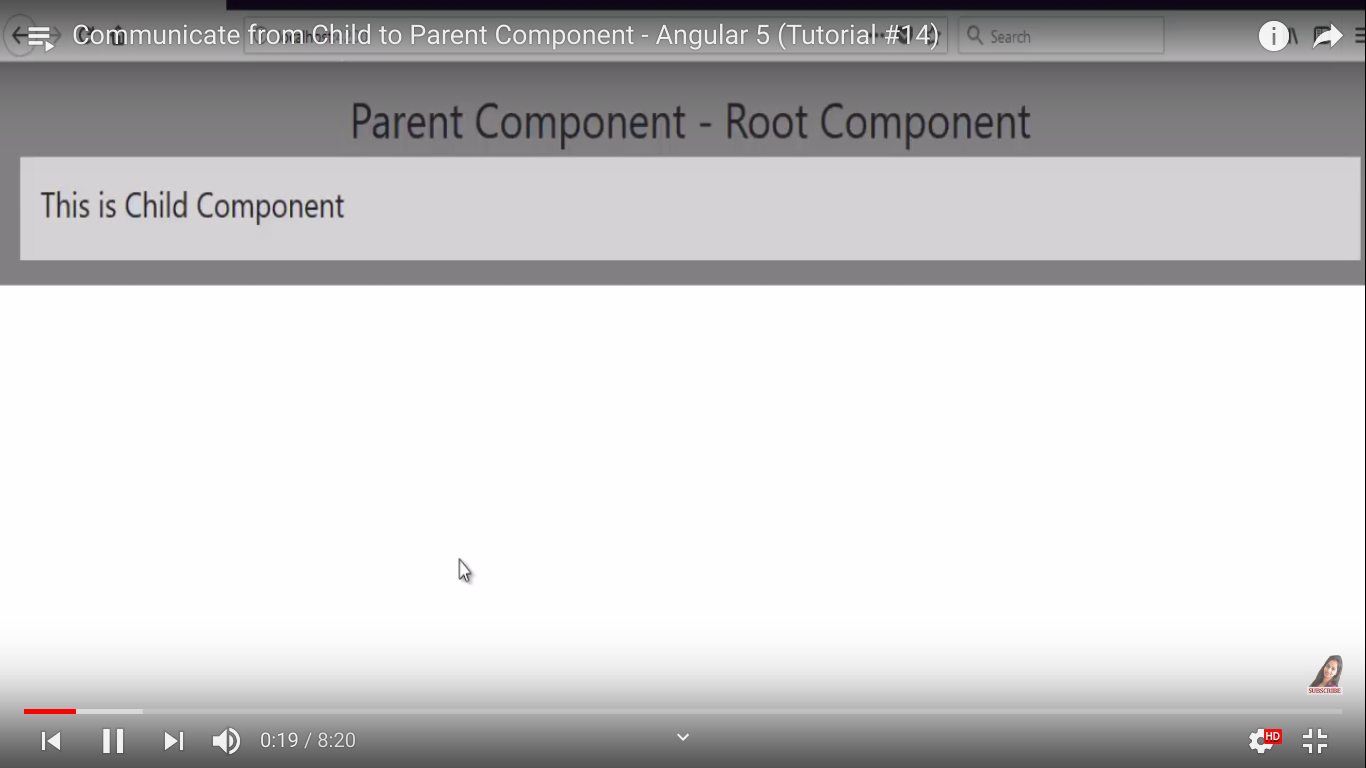 Communicate from Child to Parent Component - Angular 5 (Tutorial #14)
Search
Parent Component - Root Component
This is Child Component
SUBSCRIBE
0:19 / 8:20
HD